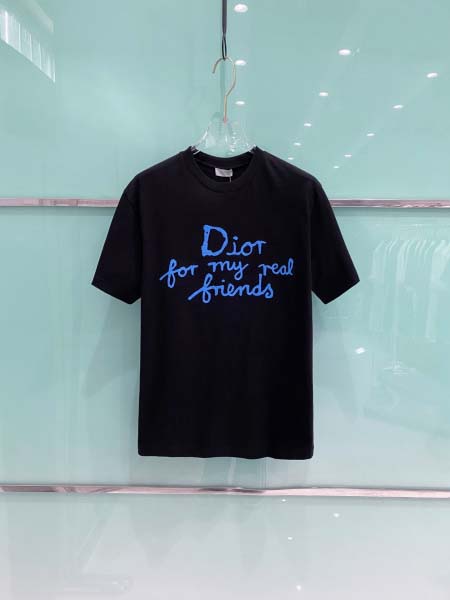 Dior
for my real
friends